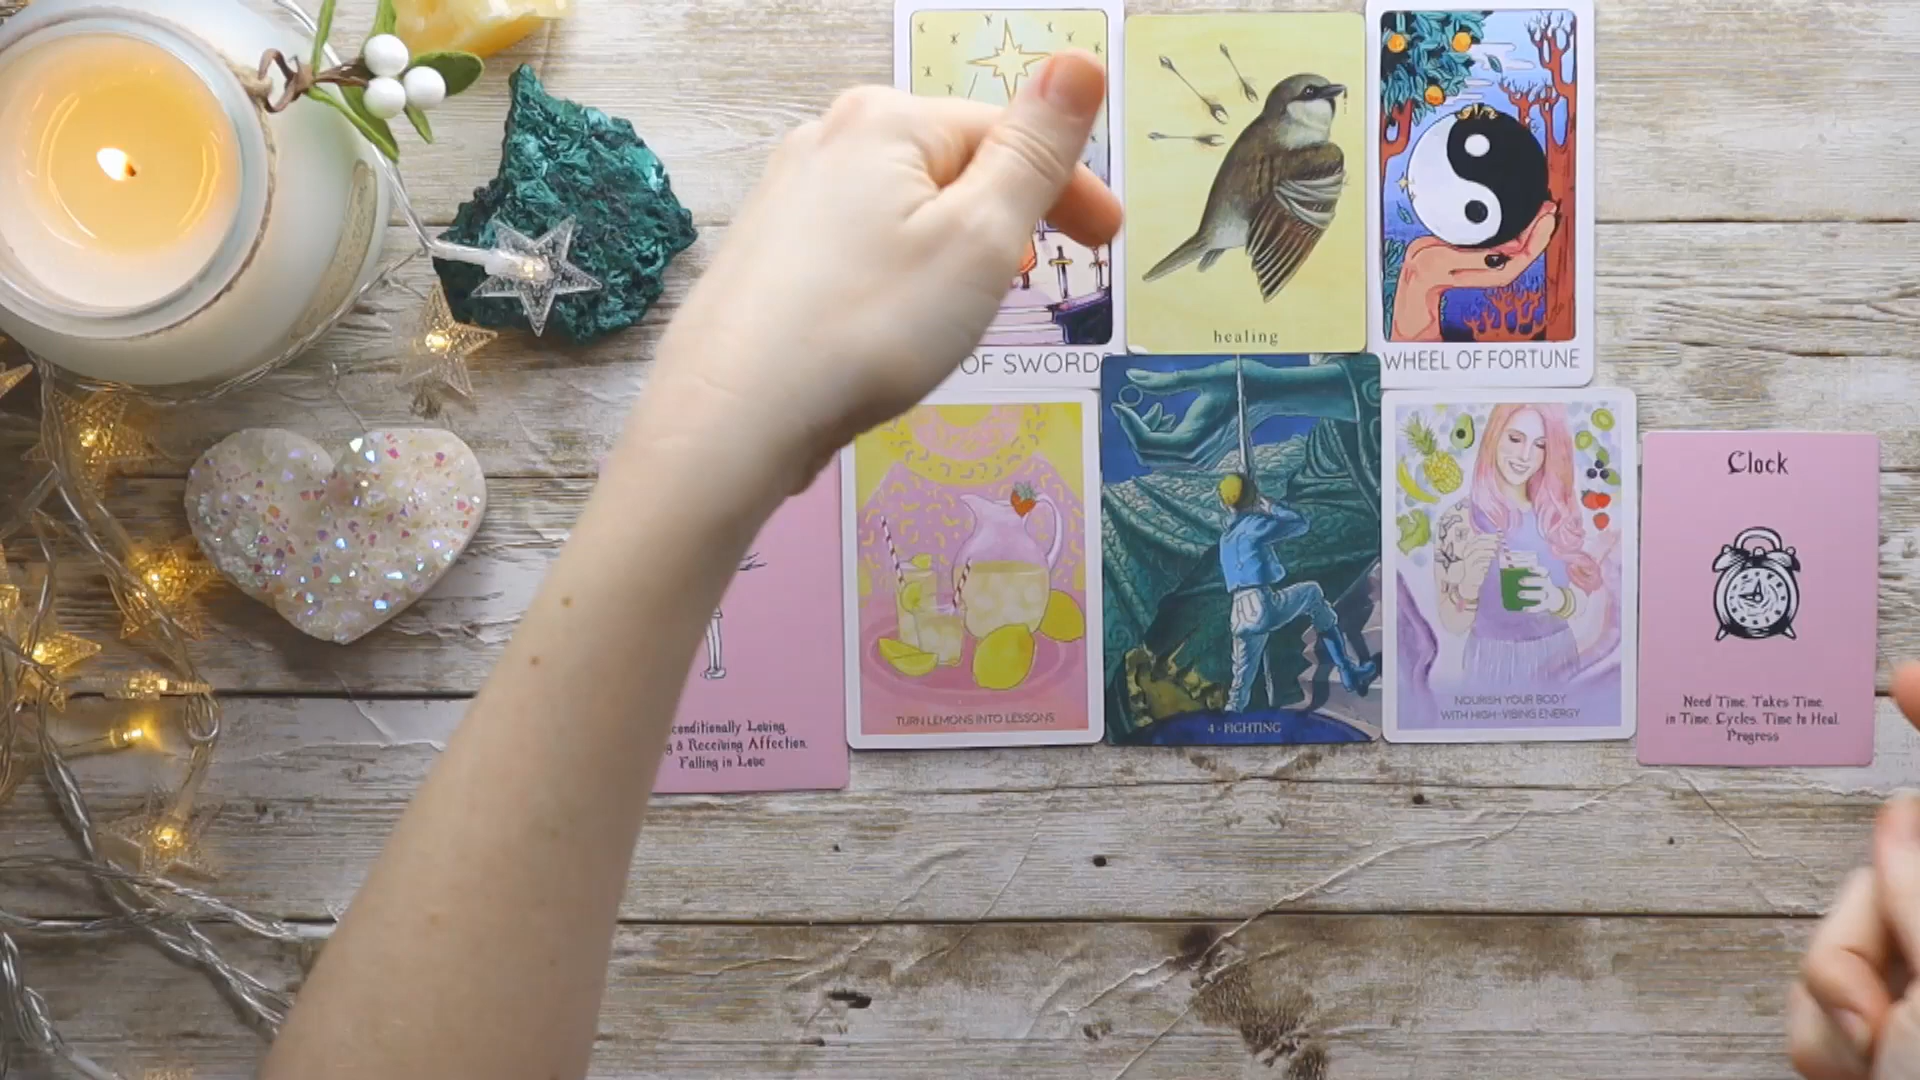 OF SWORDS
healing
WHEEL OF FORTUNE
TURN LEMONS INTO LESSONS
4 - FIGHTING
NOURISH YOUR BODY
WITH HIGH-VIBING ENERGY
Clock
Need Time, Takes Time,
in Time, Cycles, Time to Heal,
Progress
Loving,
& Receiving Affection,
Falling in Love